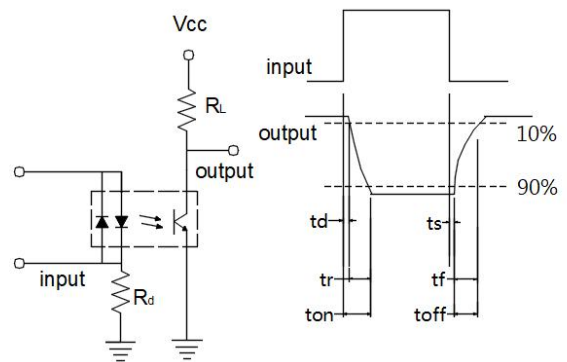 Vcc
RL
output
input
Rd
input
output
10%
90%
td
ts
tr
tf
ton
toff